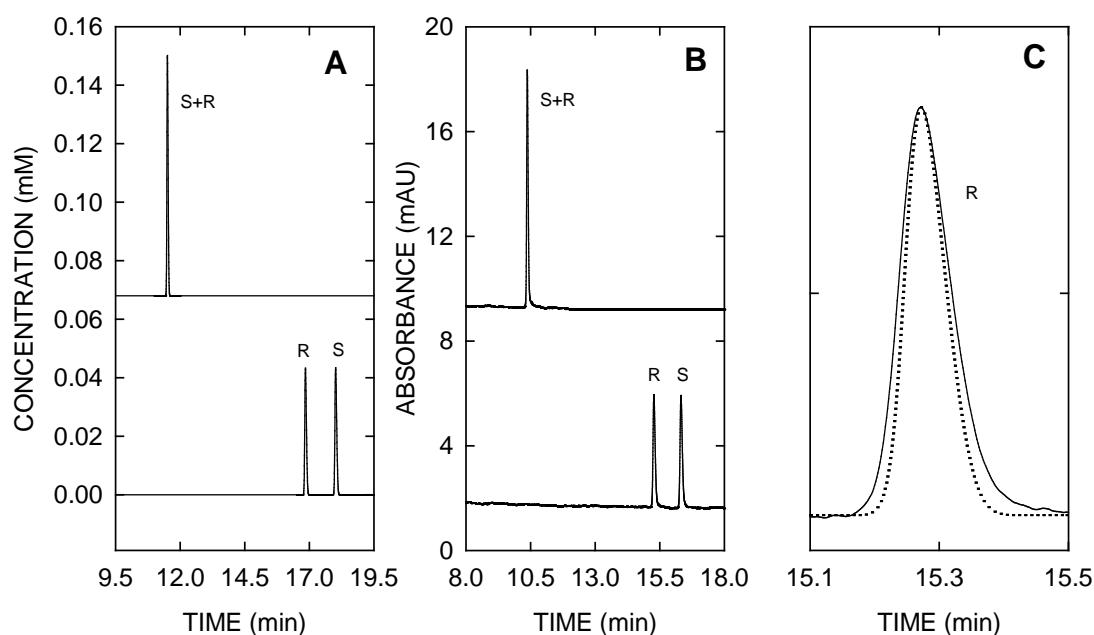 A
CONCENTRATION (mM)
0.16
0.14
0.12
0.10
0.08
0.06
0.04
0.02
0.00
S+R
R S
9.5 12.0 14.5 17.0 19.5
TIME (min)
B
ABSORBANCE (mAU)
20
16
12
8
4
0
S+R
R S
8.0 10.5 13.0 15.5 18.0
TIME (min)
C
R
15.1 15.3 15.5
TIME (min)